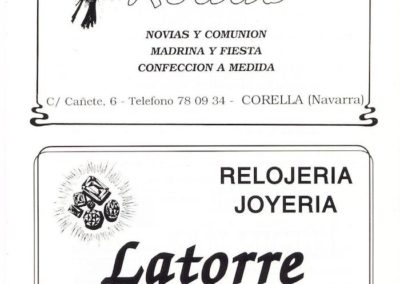 NOVIAS Y COMUNION
MADRINA Y FIESTA
CONFECCION A MEDIDA
C/ Cañete, 6 - Telefono 78 09 34 - CORELLA (Navarra)
RELOJERIA
JOYERIA
Latorre